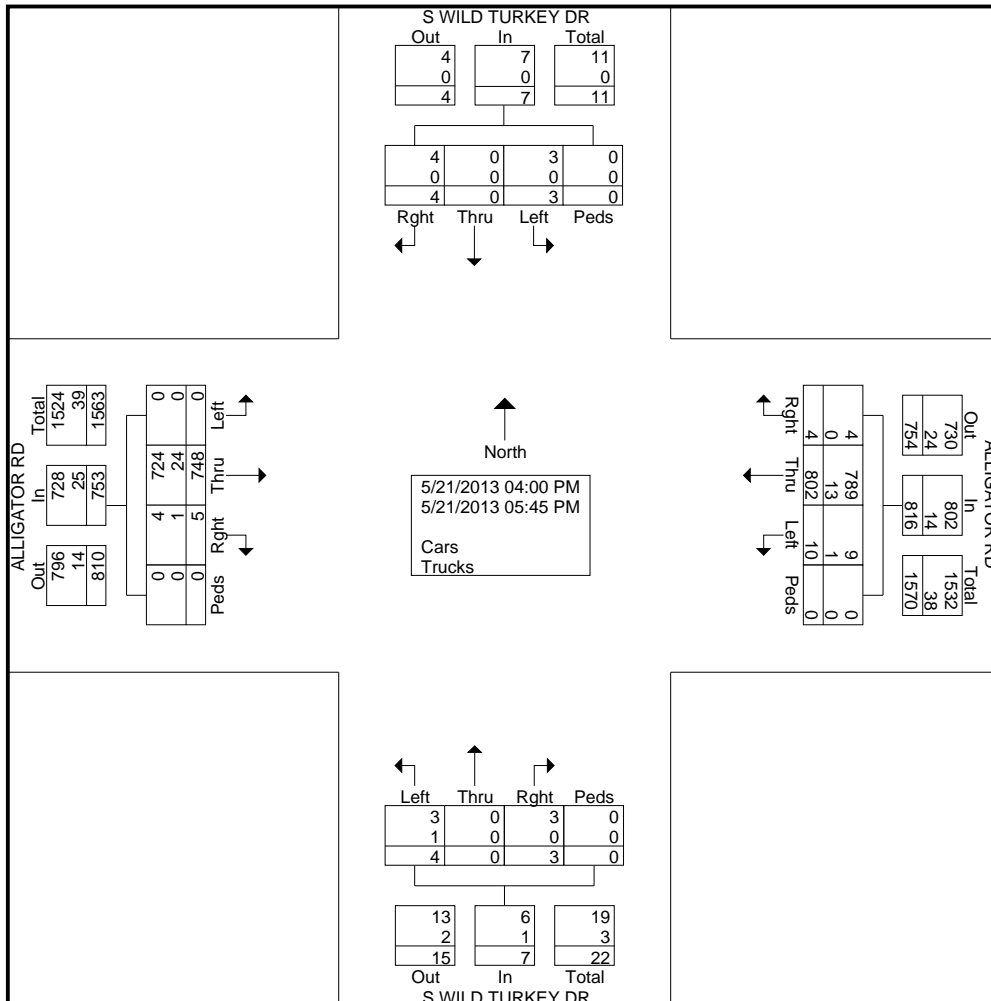 S WILD TURKEY DR
Out In Total
4 7 11
0 0 0
4 7 11
4 0 3 0
0 0 0 0
4 0 3 0
Rght Thru Left Peds
ALLIGATOR RD
Total In Out
1524 728 796
39 25 14
1563 753 810
0 724 4 0
0 24 1 0
0 748 5 0
Left Thru Rght Peds
North
5/21/2013 04:00 PM
5/21/2013 05:45 PM
Cars
Trucks
Rght Thru Left Peds
4 802 10 0
0 13 1 0
4 789 9 0
754 816 1570
24 14 38
730 802 1532
Out In Total
ALLIGATOR RD
Left Thru Rght Peds
3 0 3 0
1 0 0 0
4 0 3 0
13 6 19
2 1 3
15 7 22
Out In Total
S WILD TURKEY DR